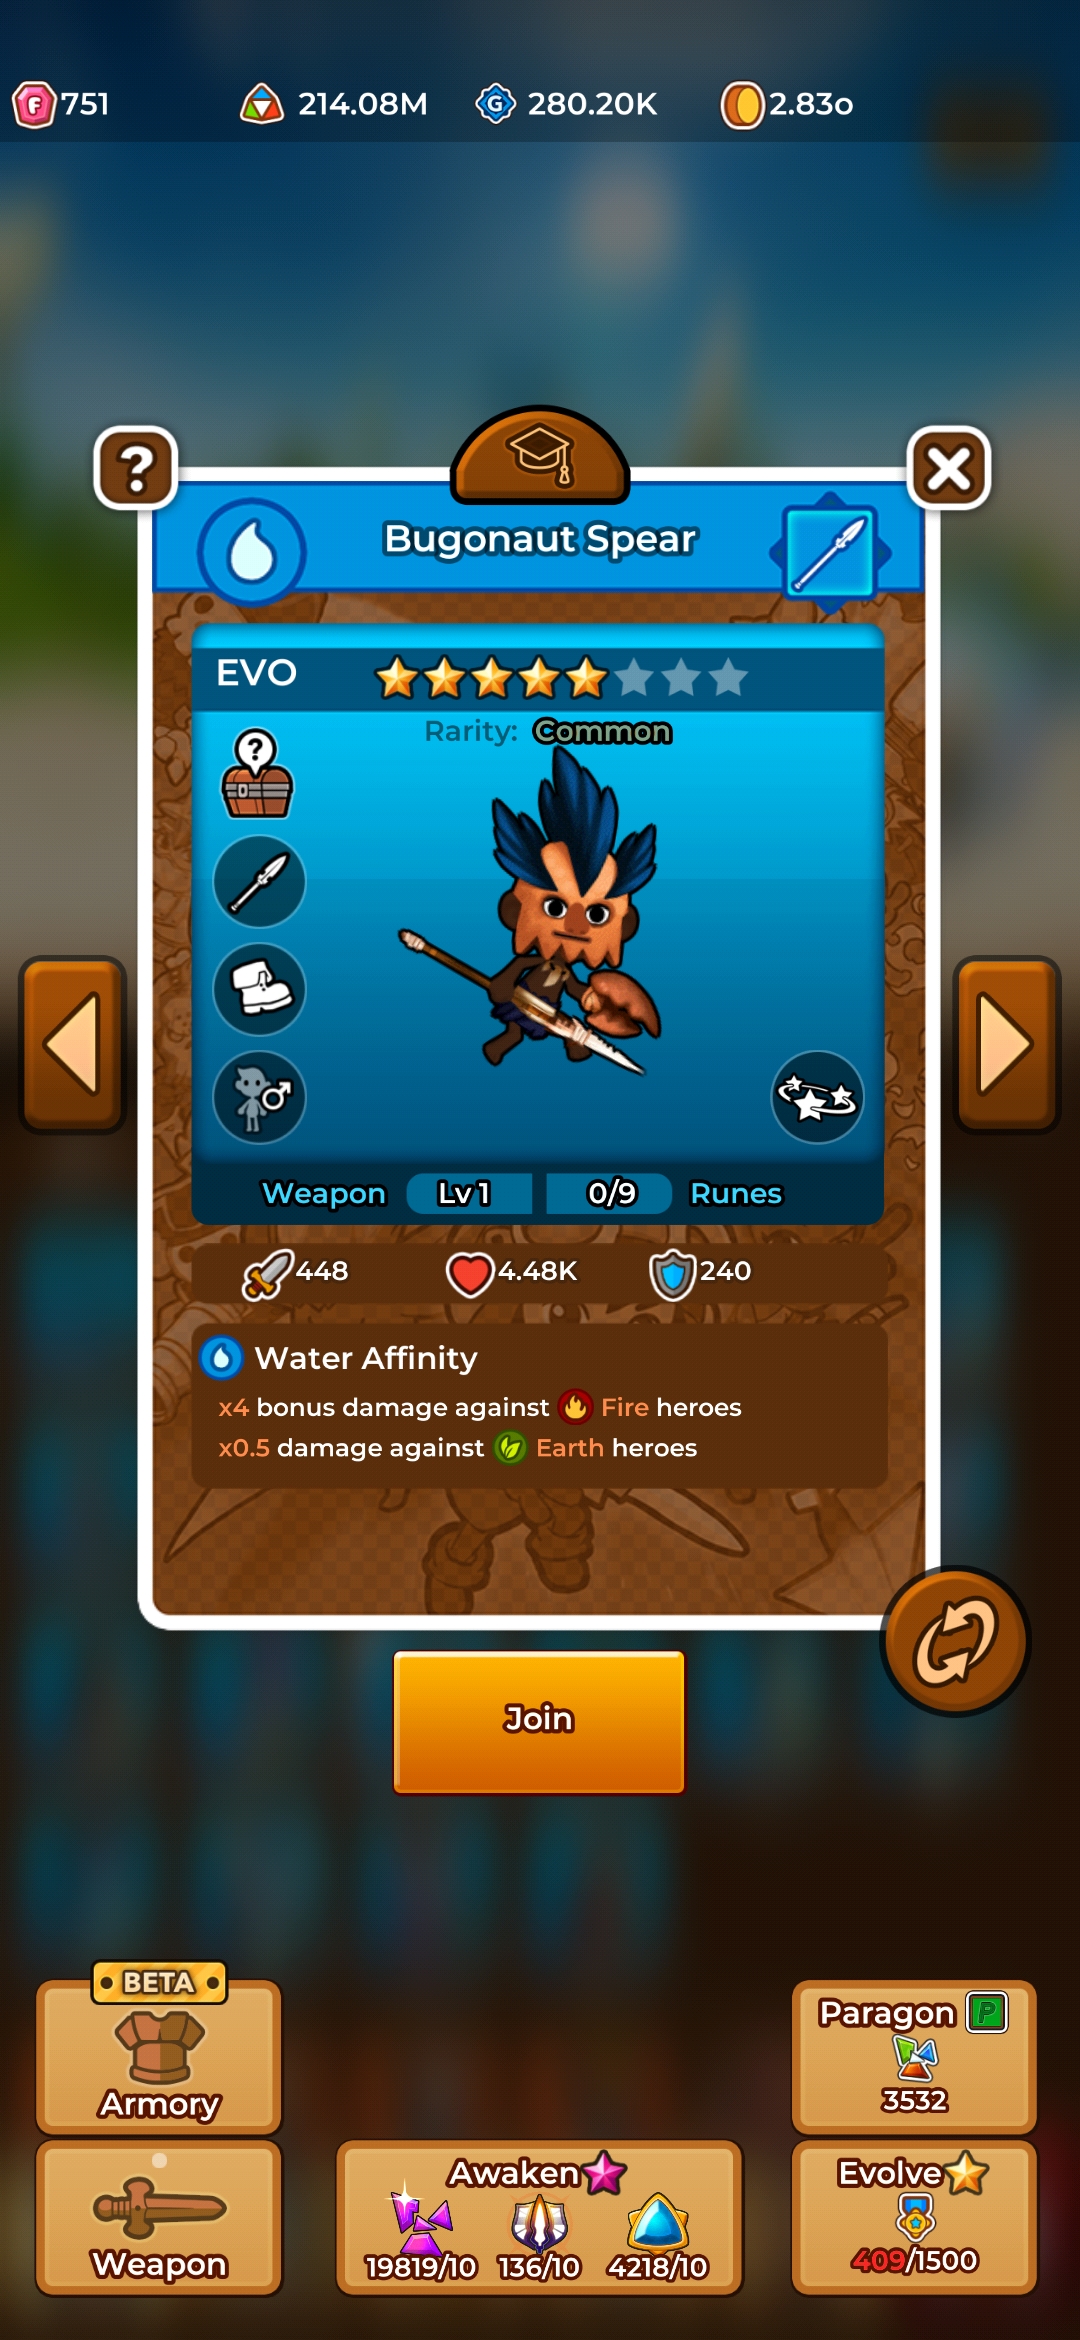 751
214.08M
280.20K
2.83o
?
Bugonaut Spear
EVO
Rarity: Common
?
Weapon Lv 1 0/9 Runes
448
4.48K
240
Water Affinity
x4 bonus damage against Fire heroes
x0.5 damage against Earth heroes
Join
BETA
Armory
Paragon P
3532
Weapon
Awaken
19819/10 136/10 4218/10
Evolve
409/1500